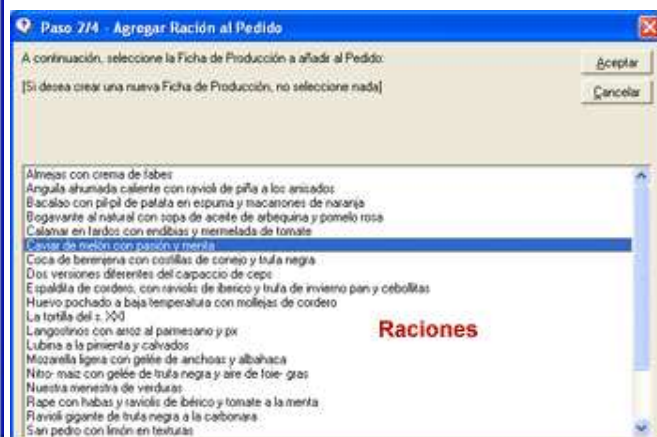 Paso 2/4 - Agregar Ración al Pedido
A continuación, seleccione la Ficha de Producción a añadir al Pedido:
Aceptar
[Si desea crear una nueva Ficha de Producción, no seleccione nada]
Cancelar
Almejas con crema de fabes
Anguila ahumada caliente con ravioli de piña a los anisados
Bacalao con pil-pil de patata en espuma y macarrones de naranja
Bogavante al natural con sopa de aceite de arbequina y pomelo rosa
Calamar en fardos con endibias y mermelada de tomate
Caviar de melón con pasión y menta
Coca de berenjena con costillas de conejo y trufa negra
Dos versiones diferentes del carpaccio de ceps
Espaldita de cordero, con raviolis de iberico y trufa de invierno pan y cebollitas
Huevo pochado a baja temperatura con mollejas de cordero
La tortilla del s. XXI
Langostinos con arroz al parmesano y px
Raciones
Lubina a la pimienta y calvados
Mozarella ligera con gelée de anchoas y albahaca
Nitro- maiz con gelée de trufa negra y aire de foie- gras
Nuestra menestra de verduras
Rape con habas y raviolis de ibérico y tomate a la menta
Ravioli gigante de trufa negra a la carbonara
San pedro con limón en texturas